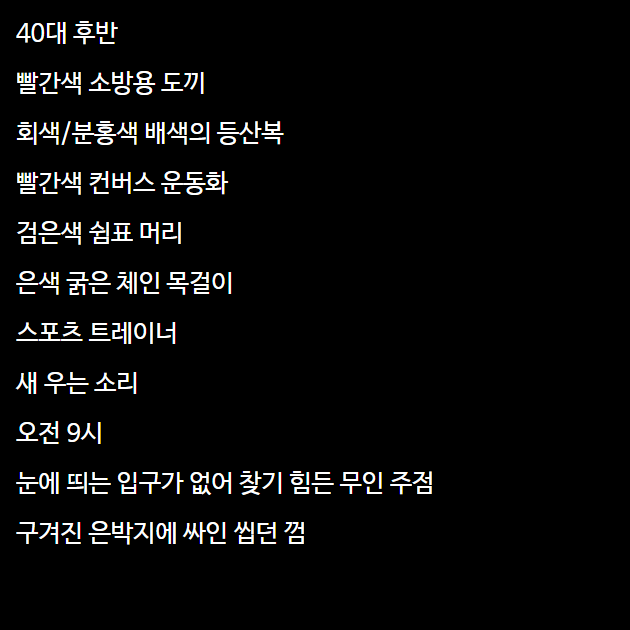 40대 후반
빨간색 소방용 도끼
회색/분홍색 배색의 등산복
빨간색 컨버스 운동화
검은색 쉼표 머리
은색 굵은 체인 목걸이
스포츠 트레이너
새 우는 소리
오전 9시
눈에 띄는 입구가 없어 찾기 힘든 무인 주점
구겨진 은박지에 싸인 씹던 껌